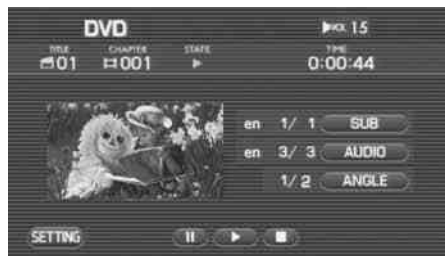 DVD VOL 15
TITLE CHAPTER STATE TIME
01 001 0:00:44
en 1/ 1 SUB
en 3/ 3 AUDIO
1/ 2 ANGLE
SETTING